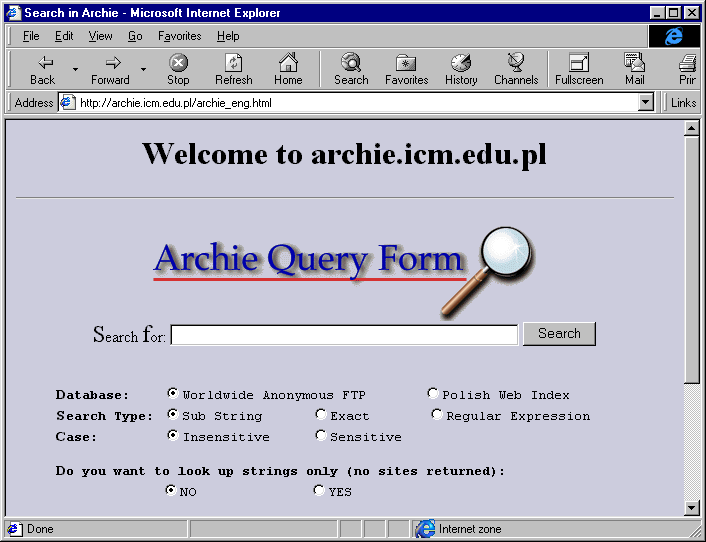 Search in Archie - Microsoft Internet Explorer
File Edit View Go Favorites Help
Back Forward Stop Refresh Home Search Favorites History Channels Fullscreen Mail Prir
Address http://archie.icm.edu.pl/archie_eng.html Links
Welcome to archie.icm.edu.pl
Archie Query Form
Search for: Search
Database: Worldwide Anonymous FTP Polish Web Index
Search Type: Sub String Exact Regular Expression
Case: Insensitive Sensitive
Do you want to look up strings only (no sites returned):
NO YES
Done Internet zone